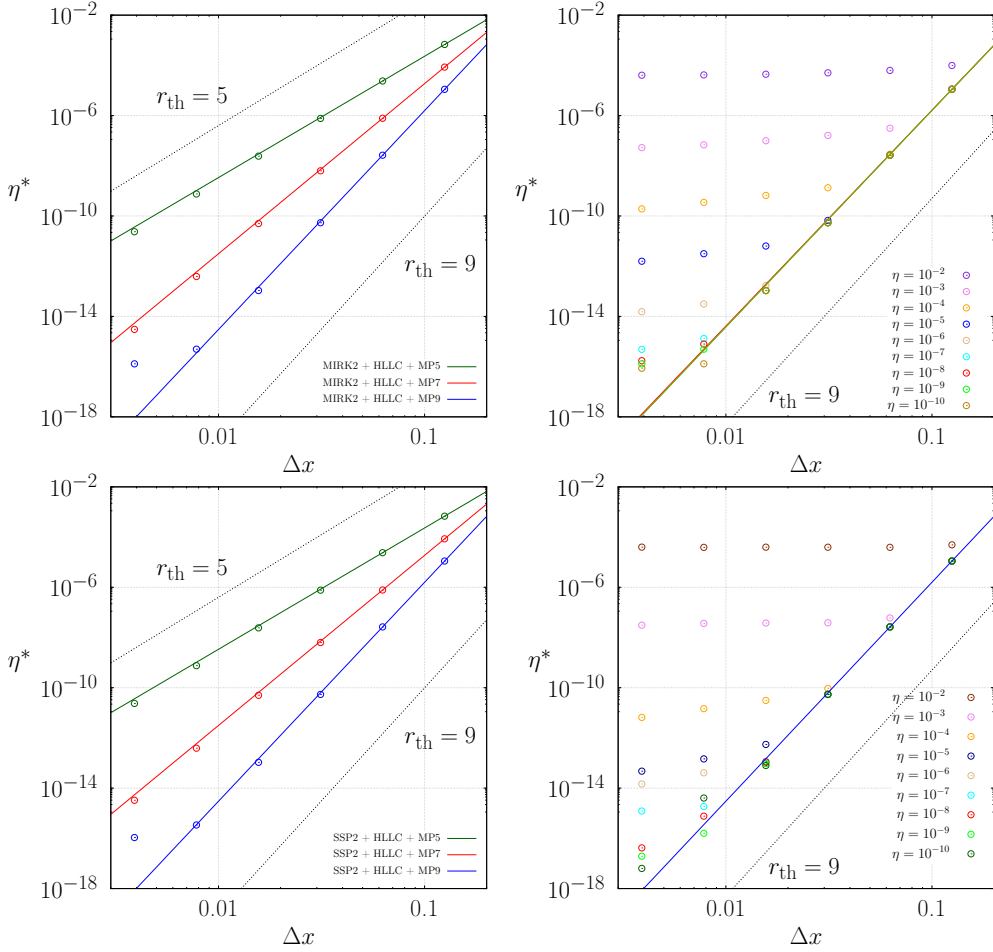 10^{-2}
10^{-6}
10^{-10}
10^{-14}
10^{-18}
η*
r_th = 5
r_th = 9
MIRK2 + HLLC + MP5
MIRK2 + HLLC + MP7
MIRK2 + HLLC + MP9
0.01
0.1
Δx
10^{-2}
10^{-6}
10^{-10}
10^{-14}
10^{-18}
η*
η = 10^{-2}
η = 10^{-3}
η = 10^{-4}
η = 10^{-5}
η = 10^{-6}
η = 10^{-7}
η = 10^{-8}
η = 10^{-9}
η = 10^{-10}
r_th = 9
0.01
0.1
Δx
10^{-2}
10^{-6}
10^{-10}
10^{-14}
10^{-18}
η*
r_th = 5
r_th = 9
SSP2 + HLLC + MP5
SSP2 + HLLC + MP7
SSP2 + HLLC + MP9
0.01
0.1
Δx
10^{-2}
10^{-6}
10^{-10}
10^{-14}
10^{-18}
η*
η = 10^{-2}
η = 10^{-3}
η = 10^{-4}
η = 10^{-5}
η = 10^{-6}
η = 10^{-7}
η = 10^{-8}
η = 10^{-9}
η = 10^{-10}
r_th = 9
0.01
0.1
Δx